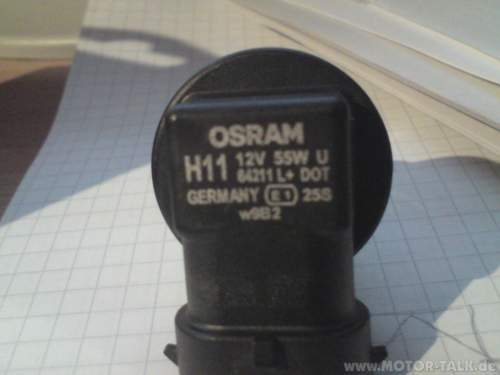 OSRAM
H11 12V 55W U
64211 L+ DOT
GERMANY E1 25S
w9B2
www.MOTOR-TALK.de